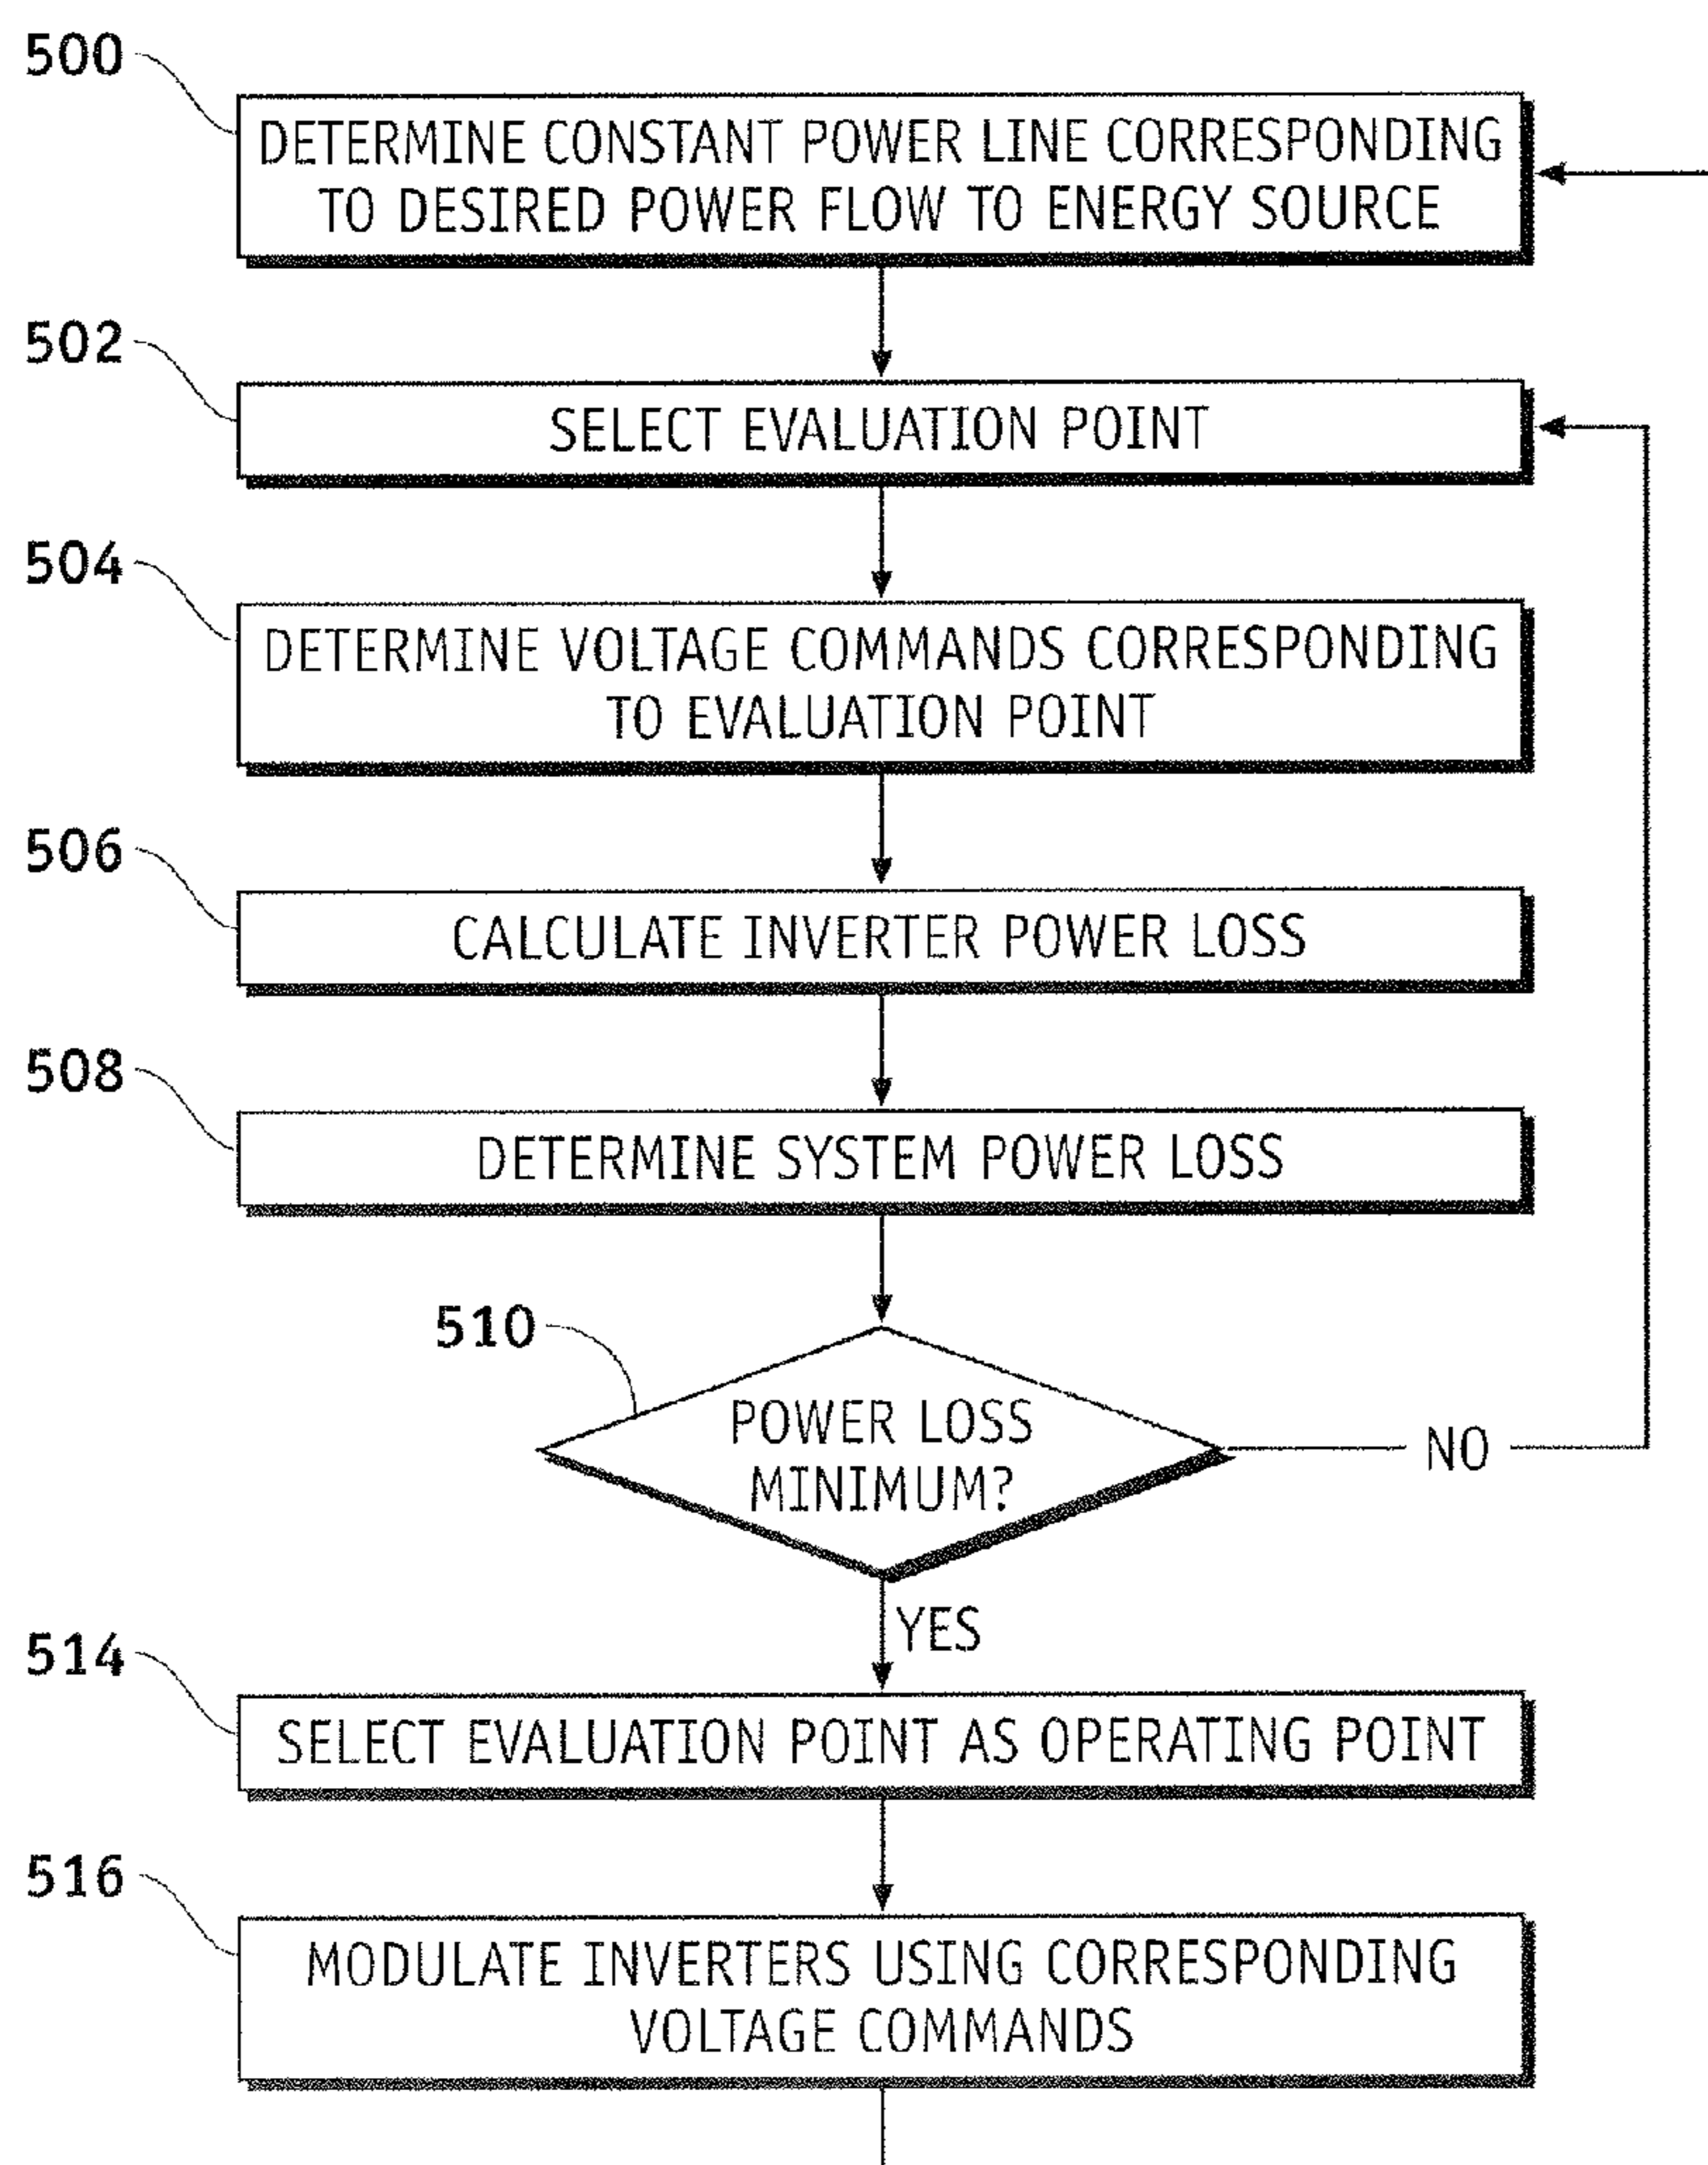 500
DETERMINE CONSTANT POWER LINE CORRESPONDING
TO DESIRED POWER FLOW TO ENERGY SOURCE
502
SELECT EVALUATION POINT
504
DETERMINE VOLTAGE COMMANDS CORRESPONDING
TO EVALUATION POINT
506
CALCULATE INVERTER POWER LOSS
508
DETERMINE SYSTEM POWER LOSS
510
POWER LOSS
MINIMUM?
NO
YES
514
SELECT EVALUATION POINT AS OPERATING POINT
516
MODULATE INVERTERS USING CORRESPONDING
VOLTAGE COMMANDS